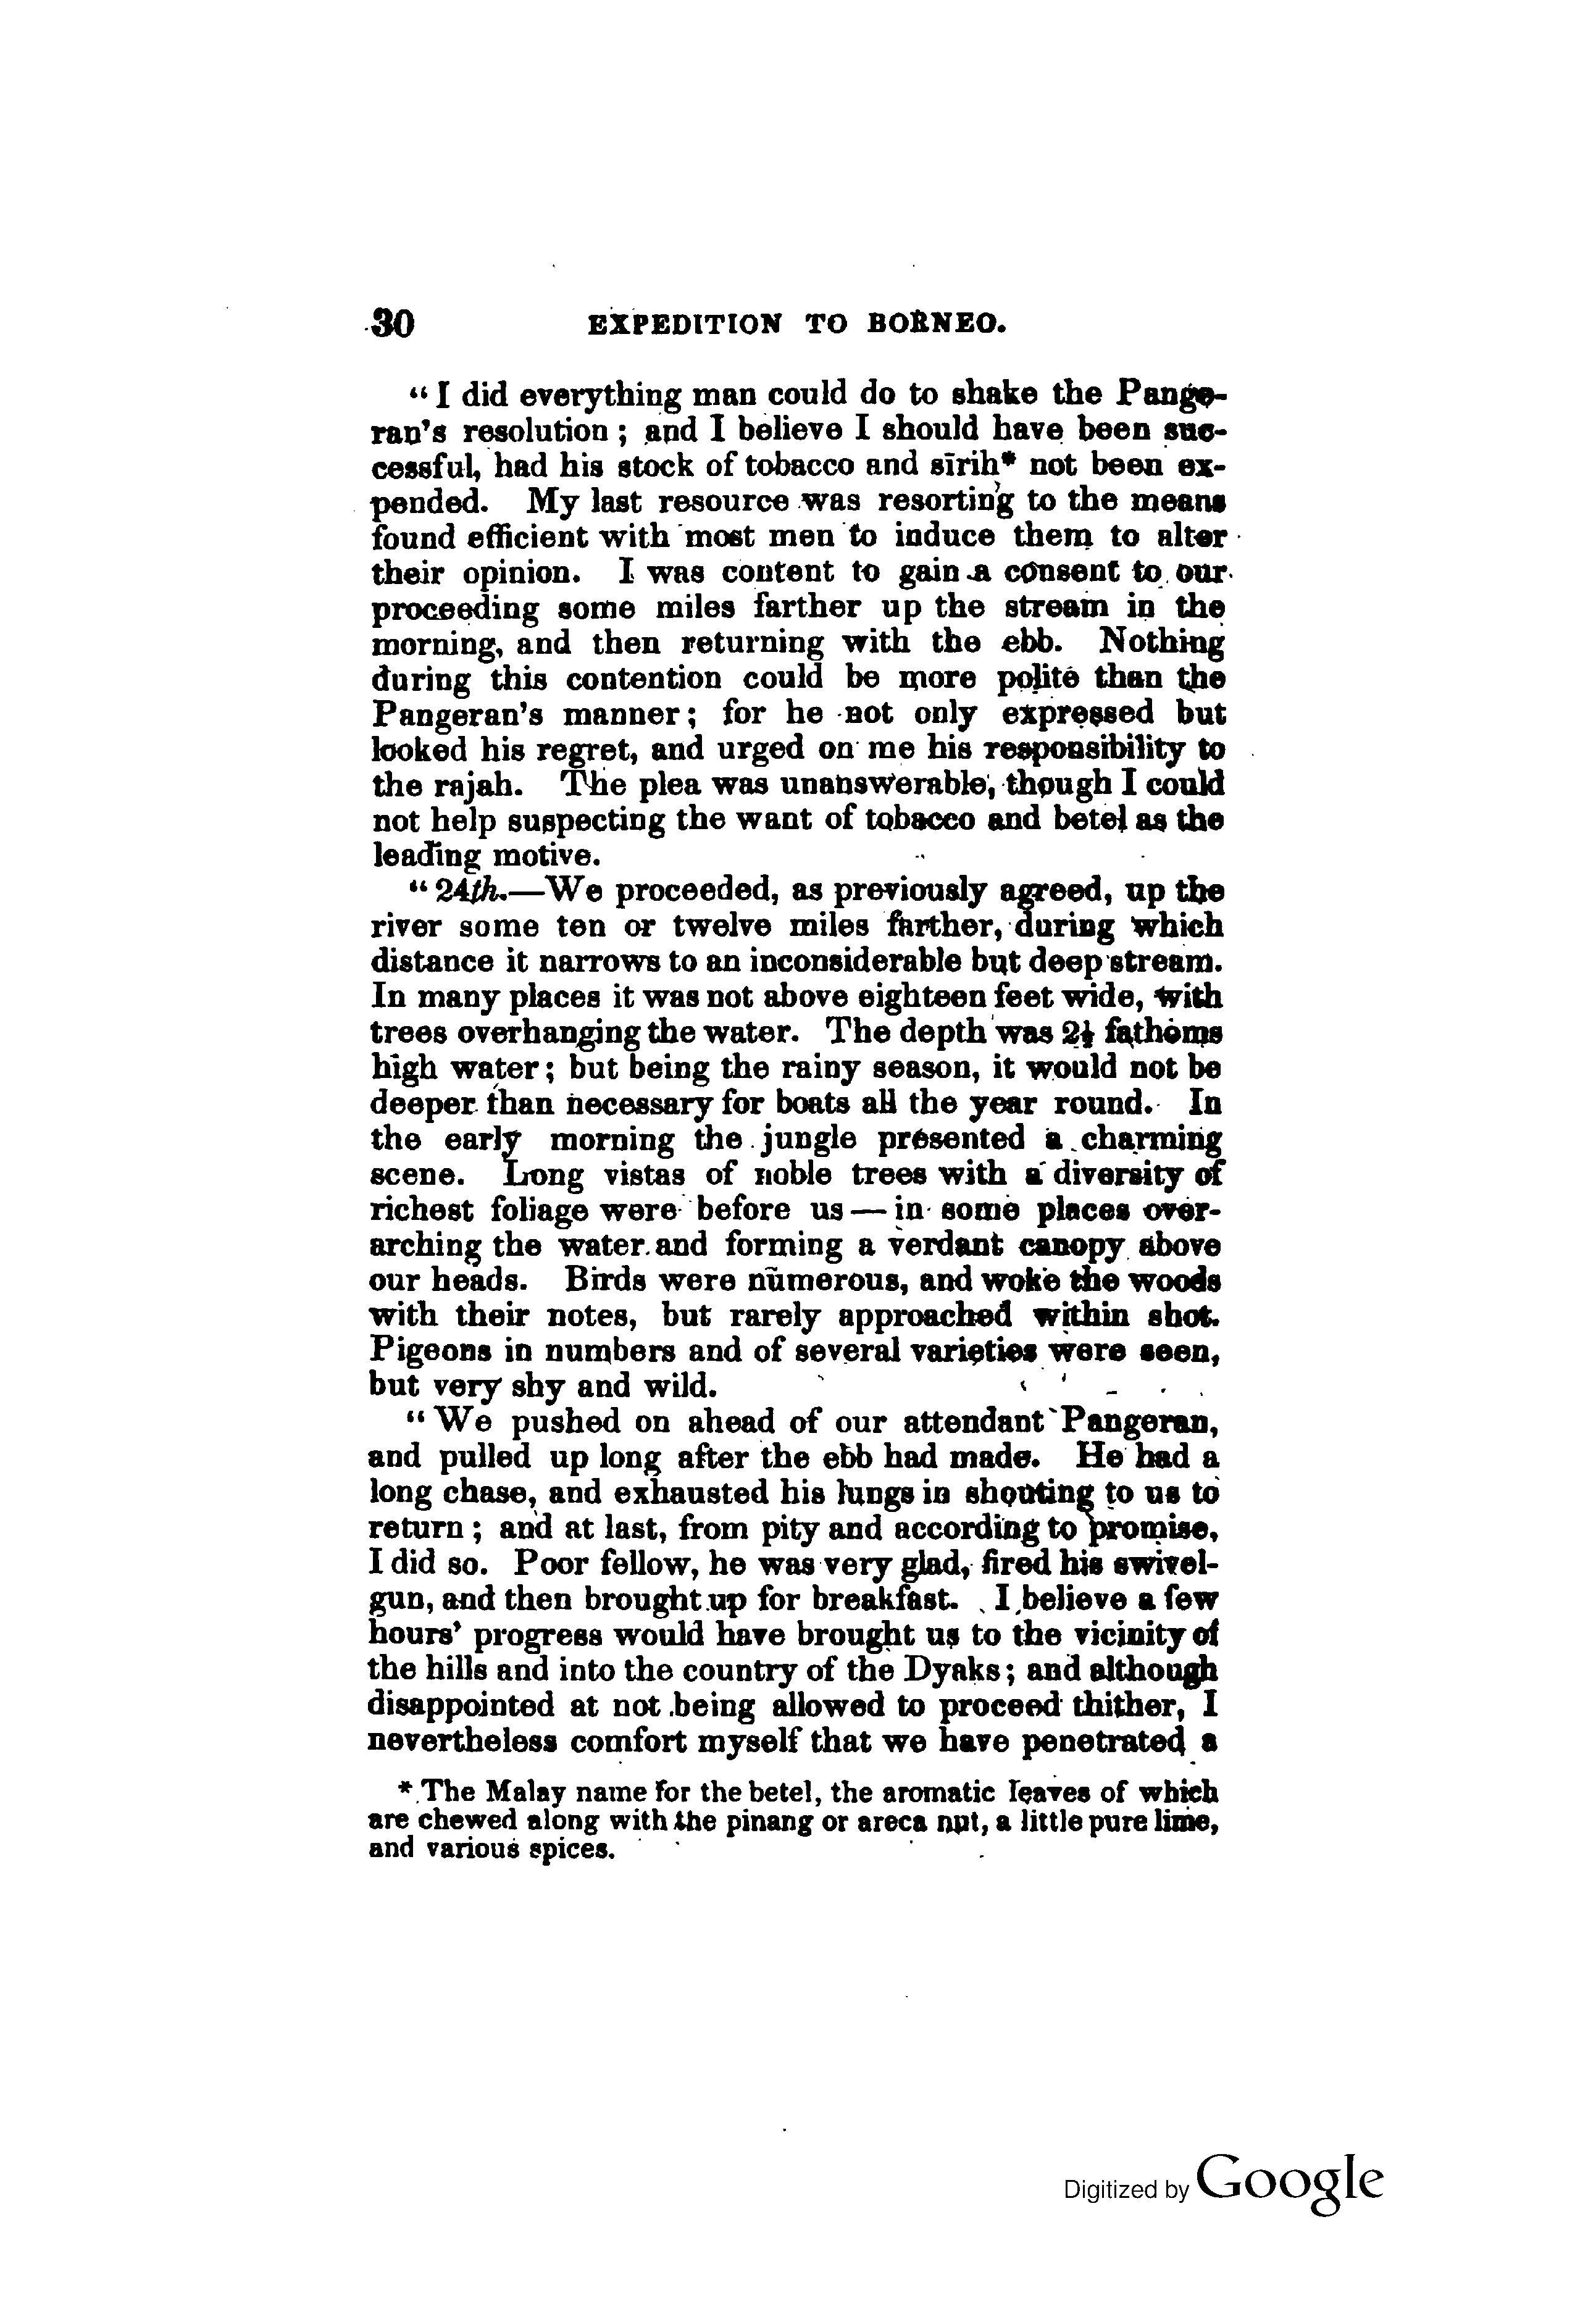 30 EXPEDITION TO BORNEO.
“ I did everything man could do to shake the Pange-
ran’s resolution ; and I believe I should have been suc-
cessful, had his stock of tobacco and sīrih* not been ex-
pended. My last resource was resorting to the means
found efficient with most men to induce them to alter
their opinion. I was content to gain a consent to our
proceeding some miles farther up the stream in the
morning, and then returning with the ebb. Nothing
during this contention could be more polite than the
Pangeran’s manner; for he not only expressed but
looked his regret, and urged on me his responsibility to
the rajah. The plea was unanswerable, though I could
not help suspecting the want of tobacco and betel as the
leading motive.
“ 24th.—We proceeded, as previously agreed, up the
river some ten or twelve miles farther, during which
distance it narrows to an inconsiderable but deep stream.
In many places it was not above eighteen feet wide, with
trees overhanging the water. The depth was 2½ fathoms
high water; but being the rainy season, it would not be
deeper than necessary for boats all the year round. In
the early morning the jungle presented a charming
scene. Long vistas of noble trees with a diversity of
richest foliage were before us — in some places over-
arching the water and forming a verdant canopy above
our heads. Birds were numerous, and woke the woods
with their notes, but rarely approached within shot.
Pigeons in numbers and of several varieties were seen,
but very shy and wild.
“ We pushed on ahead of our attendant Pangeran,
and pulled up long after the ebb had made. He had a
long chase, and exhausted his lungs in shouting to us to
return ; and at last, from pity and according to promise,
I did so. Poor fellow, he was very glad, fired his swivel-
gun, and then brought up for breakfast. I believe a few
hours’ progress would have brought us to the vicinity of
the hills and into the country of the Dyaks; and although
disappointed at not being allowed to proceed thither, I
nevertheless comfort myself that we have penetrated a
* The Malay name for the betel, the aromatic leaves of which
are chewed along with the pinang or areca nut, a little pure lime,
and various spices.
Digitized by Google